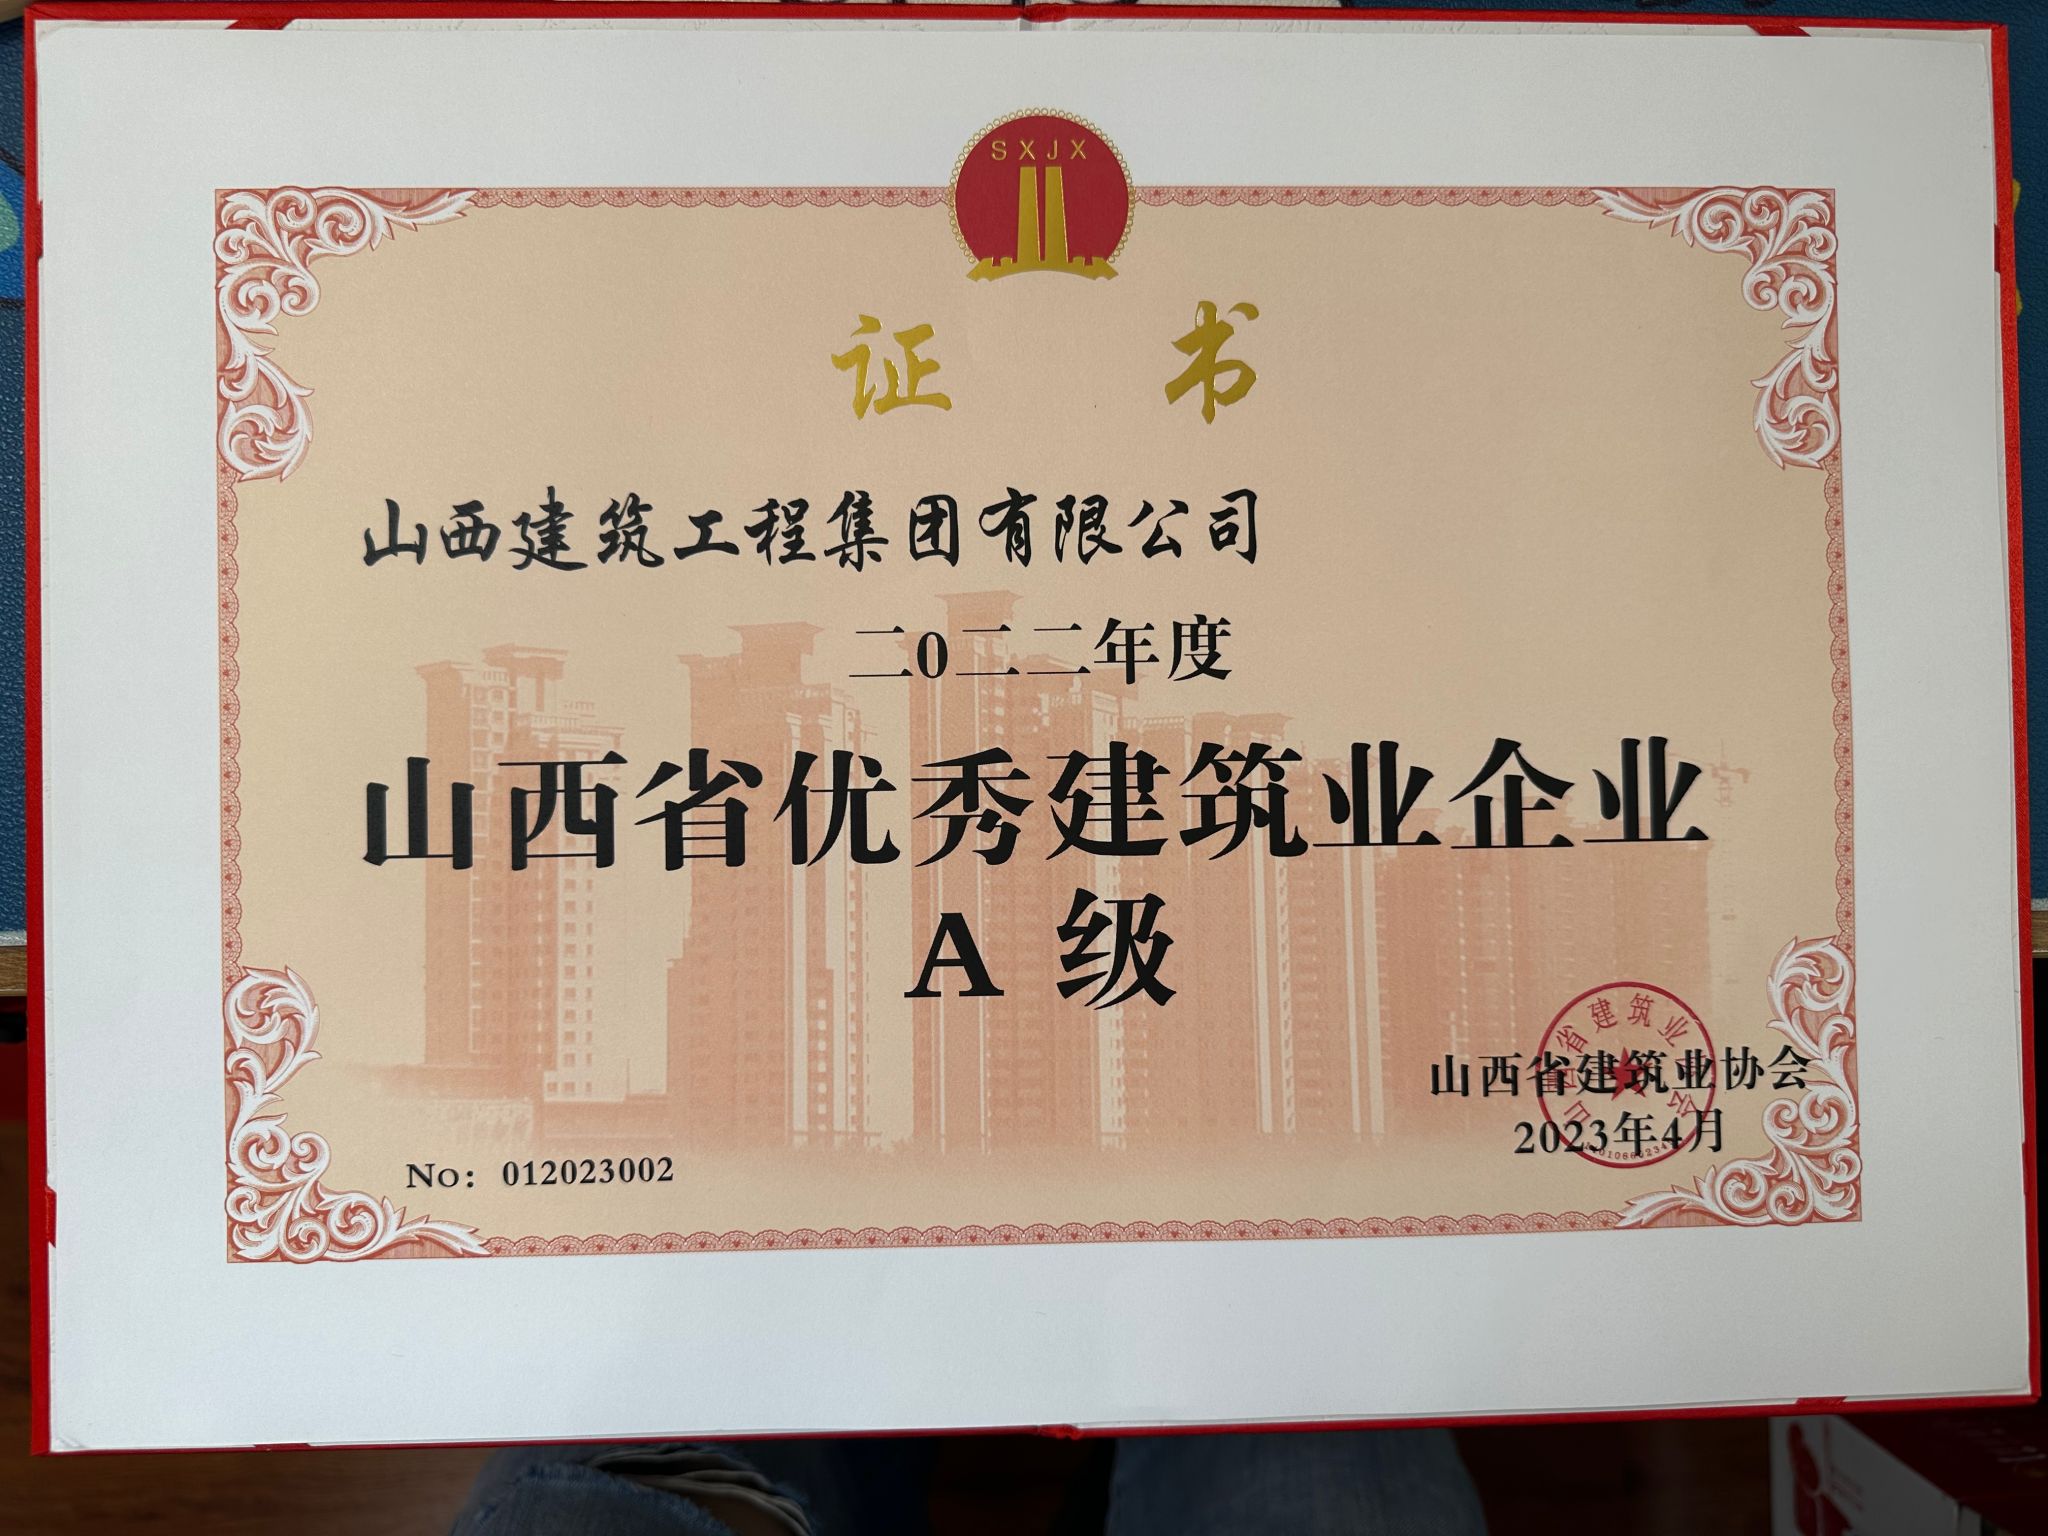 SXJX
证 书
山西建筑工程集团有限公司
二0二二年度
山西省优秀建筑业企业
A 级
山西省建筑业协会
2023年4月
No: 012023002